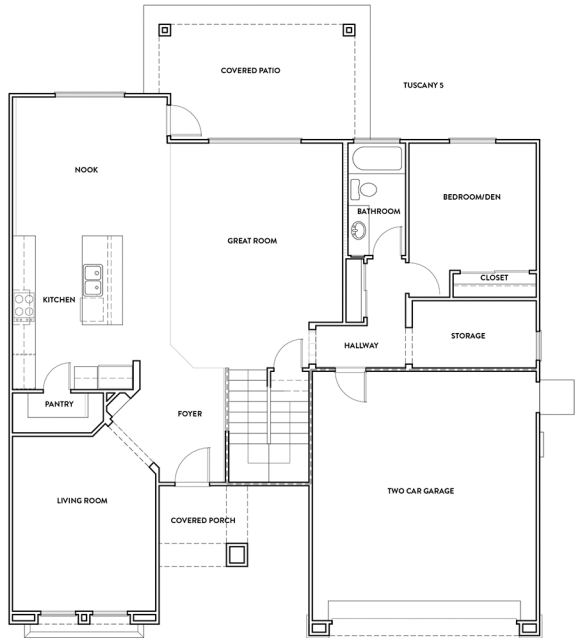 COVERED PATIO
TUSCANY 5
NOOK
BEDROOM/DEN
BATHROOM
GREAT ROOM
CLOSET
KITCHEN
STORAGE
HALLWAY
PANTRY
FOYER
TWO CAR GARAGE
LIVING ROOM
COVERED PORCH